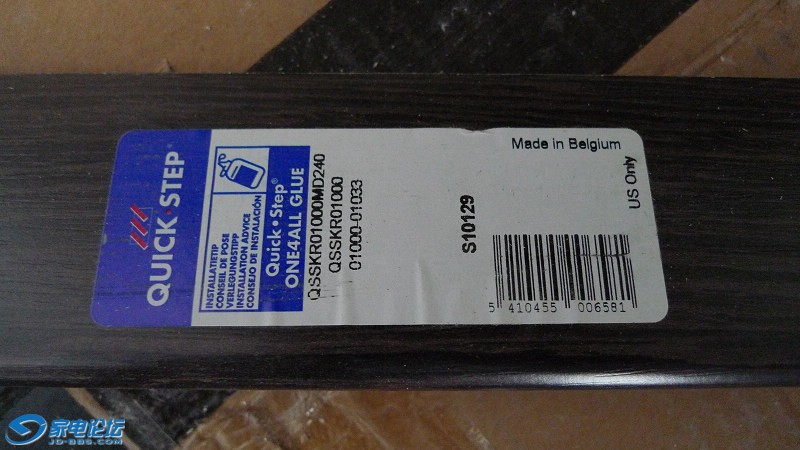 QUICK•STEP®
INSTALLATIETIP
CONSEIL DE POSE
VERLEGUNGSTIPP
INSTALLATION ADVICE
CONSEJO DE INSTALACIÓN
Quick•Step®
ONE4ALL GLUE
QSSKR01000MD240
QSSKR01000
01000-01033
S10129
Made in Belgium
US Only
5 410455 006581
家电论坛
JD-BBS.COM